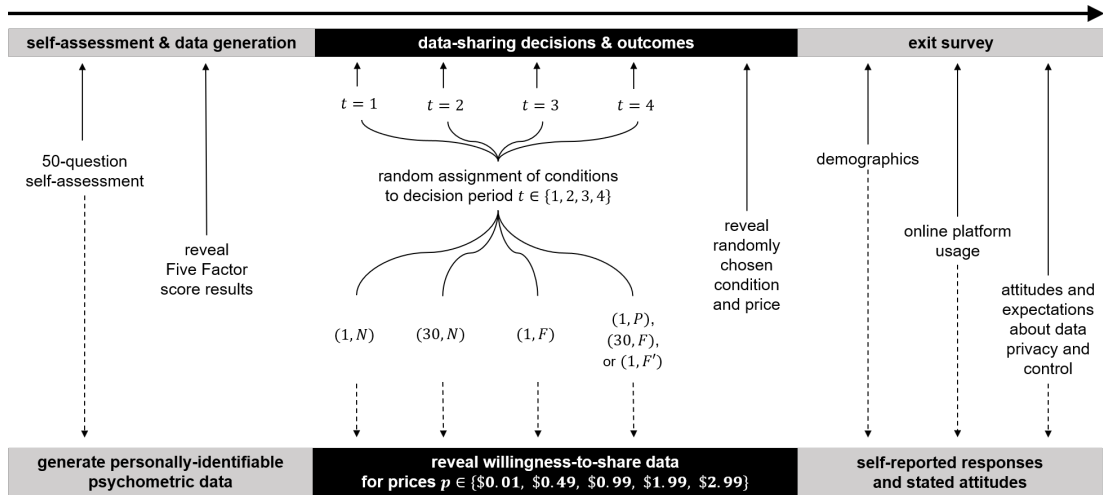 self-assessment & data generation
data-sharing decisions & outcomes
exit survey
t = 1
t = 2
t = 3
t = 4
50-question
self-assessment
reveal
Five Factor
score results
random assignment of conditions
to decision period t ∈ {1, 2, 3, 4}
(1, N)
(30, N)
(1, F)
(1, P),
(30, F),
or (1, F′)
reveal
randomly
chosen
condition
and price
demographics
online platform
usage
attitudes and
expectations
about data
privacy and
control
generate personally-identifiable
psychometric data
reveal willingness-to-share data
for prices p ∈ {$0.01, $0.49, $0.99, $1.99, $2.99}
self-reported responses
and stated attitudes